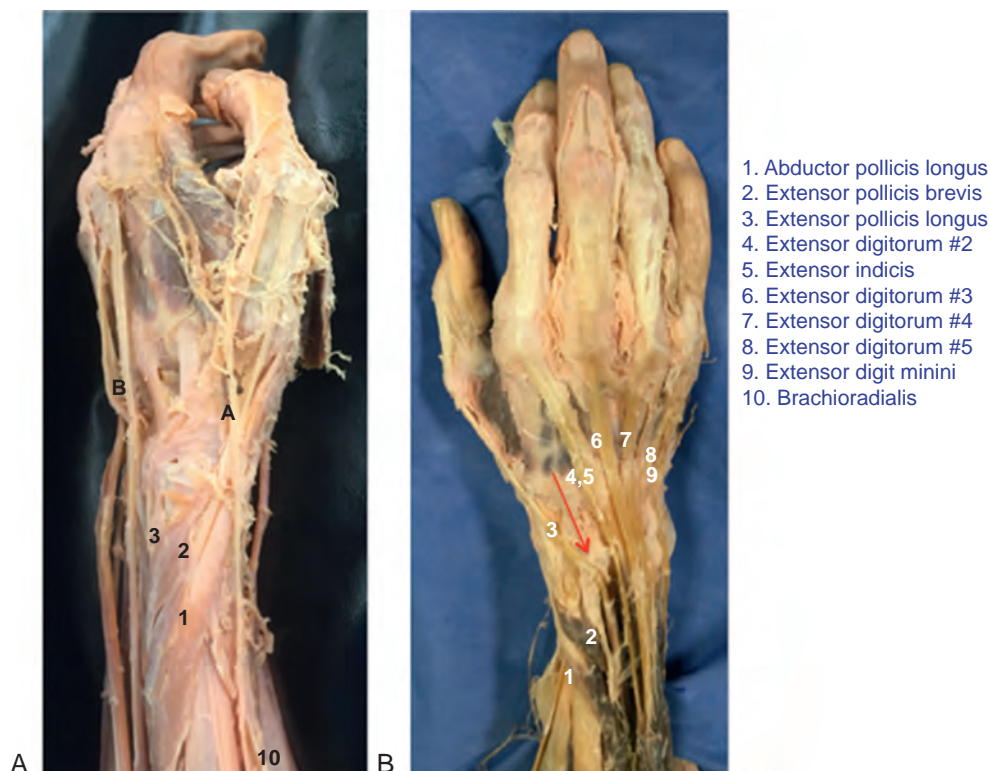 B
A
3
2
1
10
A
6
7
8
4,5
9
3
2
1
B
1. Abductor pollicis longus
2. Extensor pollicis brevis
3. Extensor pollicis longus
4. Extensor digitorum #2
5. Extensor indicis
6. Extensor digitorum #3
7. Extensor digitorum #4
8. Extensor digitorum #5
9. Extensor digit minini
10. Brachioradialis